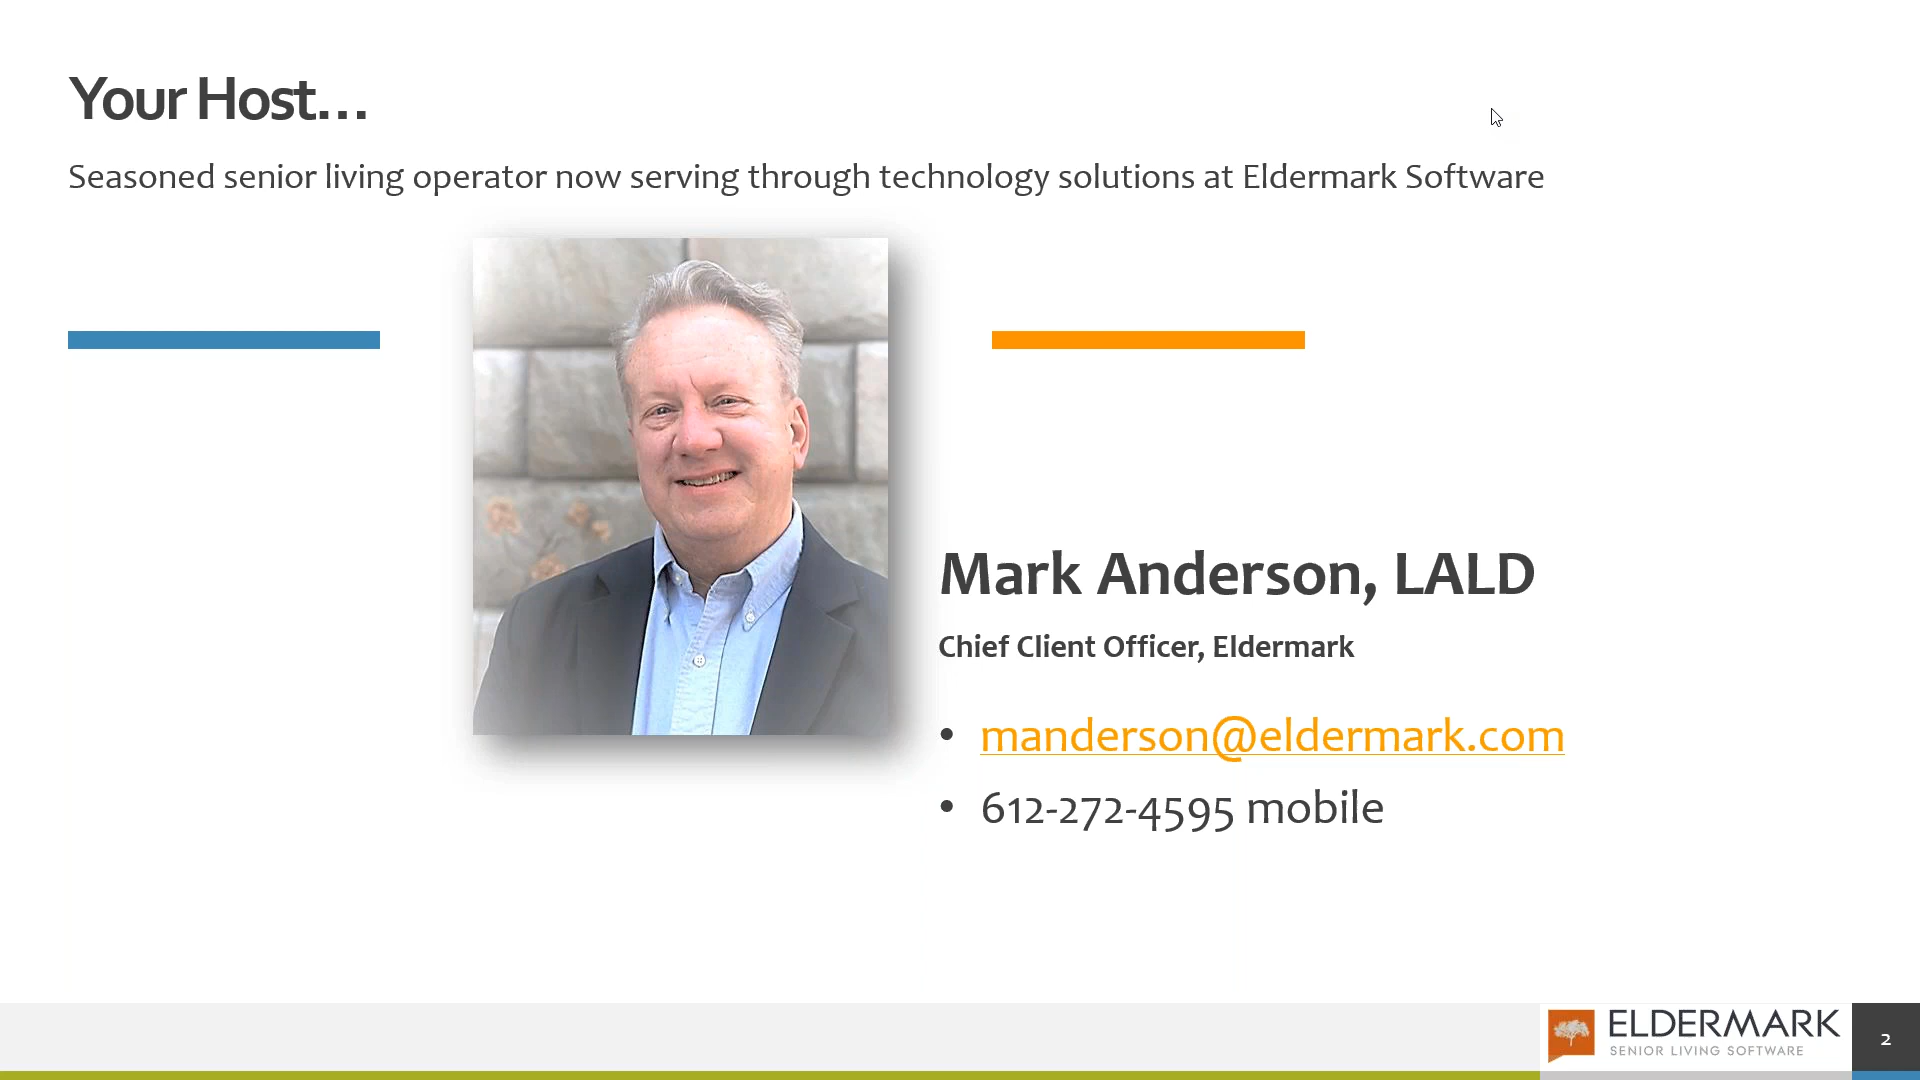 Your Host…
Seasoned senior living operator now serving through technology solutions at Eldermark Software
Mark Anderson, LALD
Chief Client Officer, Eldermark
• manderson@eldermark.com
• 612-272-4595 mobile
ELDERMARK
SENIOR LIVING SOFTWARE
2